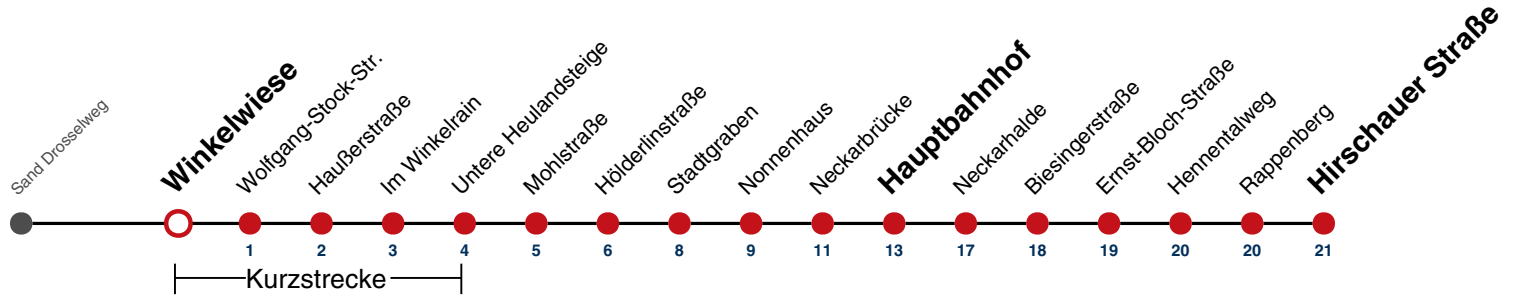 Sand Drosselweg
Winkelwiese
Wolfgang-Stock-Str.
Haußerstraße
Im Winkelrain
Untere Heulandsteige
Mohlstraße
Hölderlinstraße
Stadtgraben
Nonnenhaus
Neckarbrücke
Hauptbahnhof
Neckarhalde
Biesingerstraße
Ernst-Bloch-Straße
Hennentalweg
Rappenberg
Hirschauer Straße
1 2 3 4 5 6 8 9 11 13 17 18 19 20 20 21
Kurzstrecke